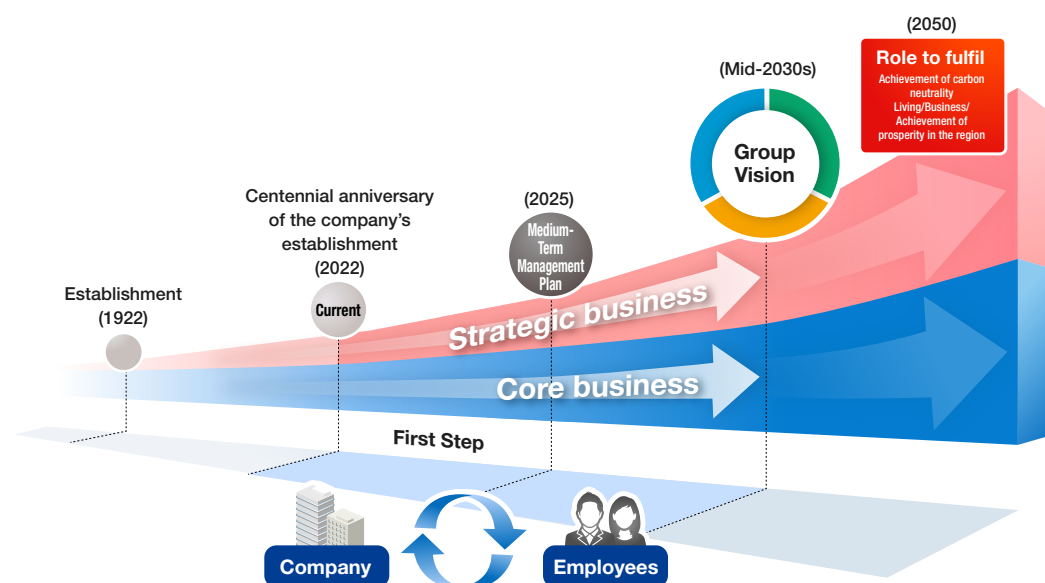 Establishment
(1922)
Centennial anniversary
of the company's
establishment
(2022)
Current
(2025)
Medium-
Term
Management
Plan
(Mid-2030s)
Group
Vision
(2050)
Role to fulfil
Achievement of carbon
neutrality
Living/Business/
Achievement of
prosperity in the region
Strategic business
Core business
First Step
Company
Employees